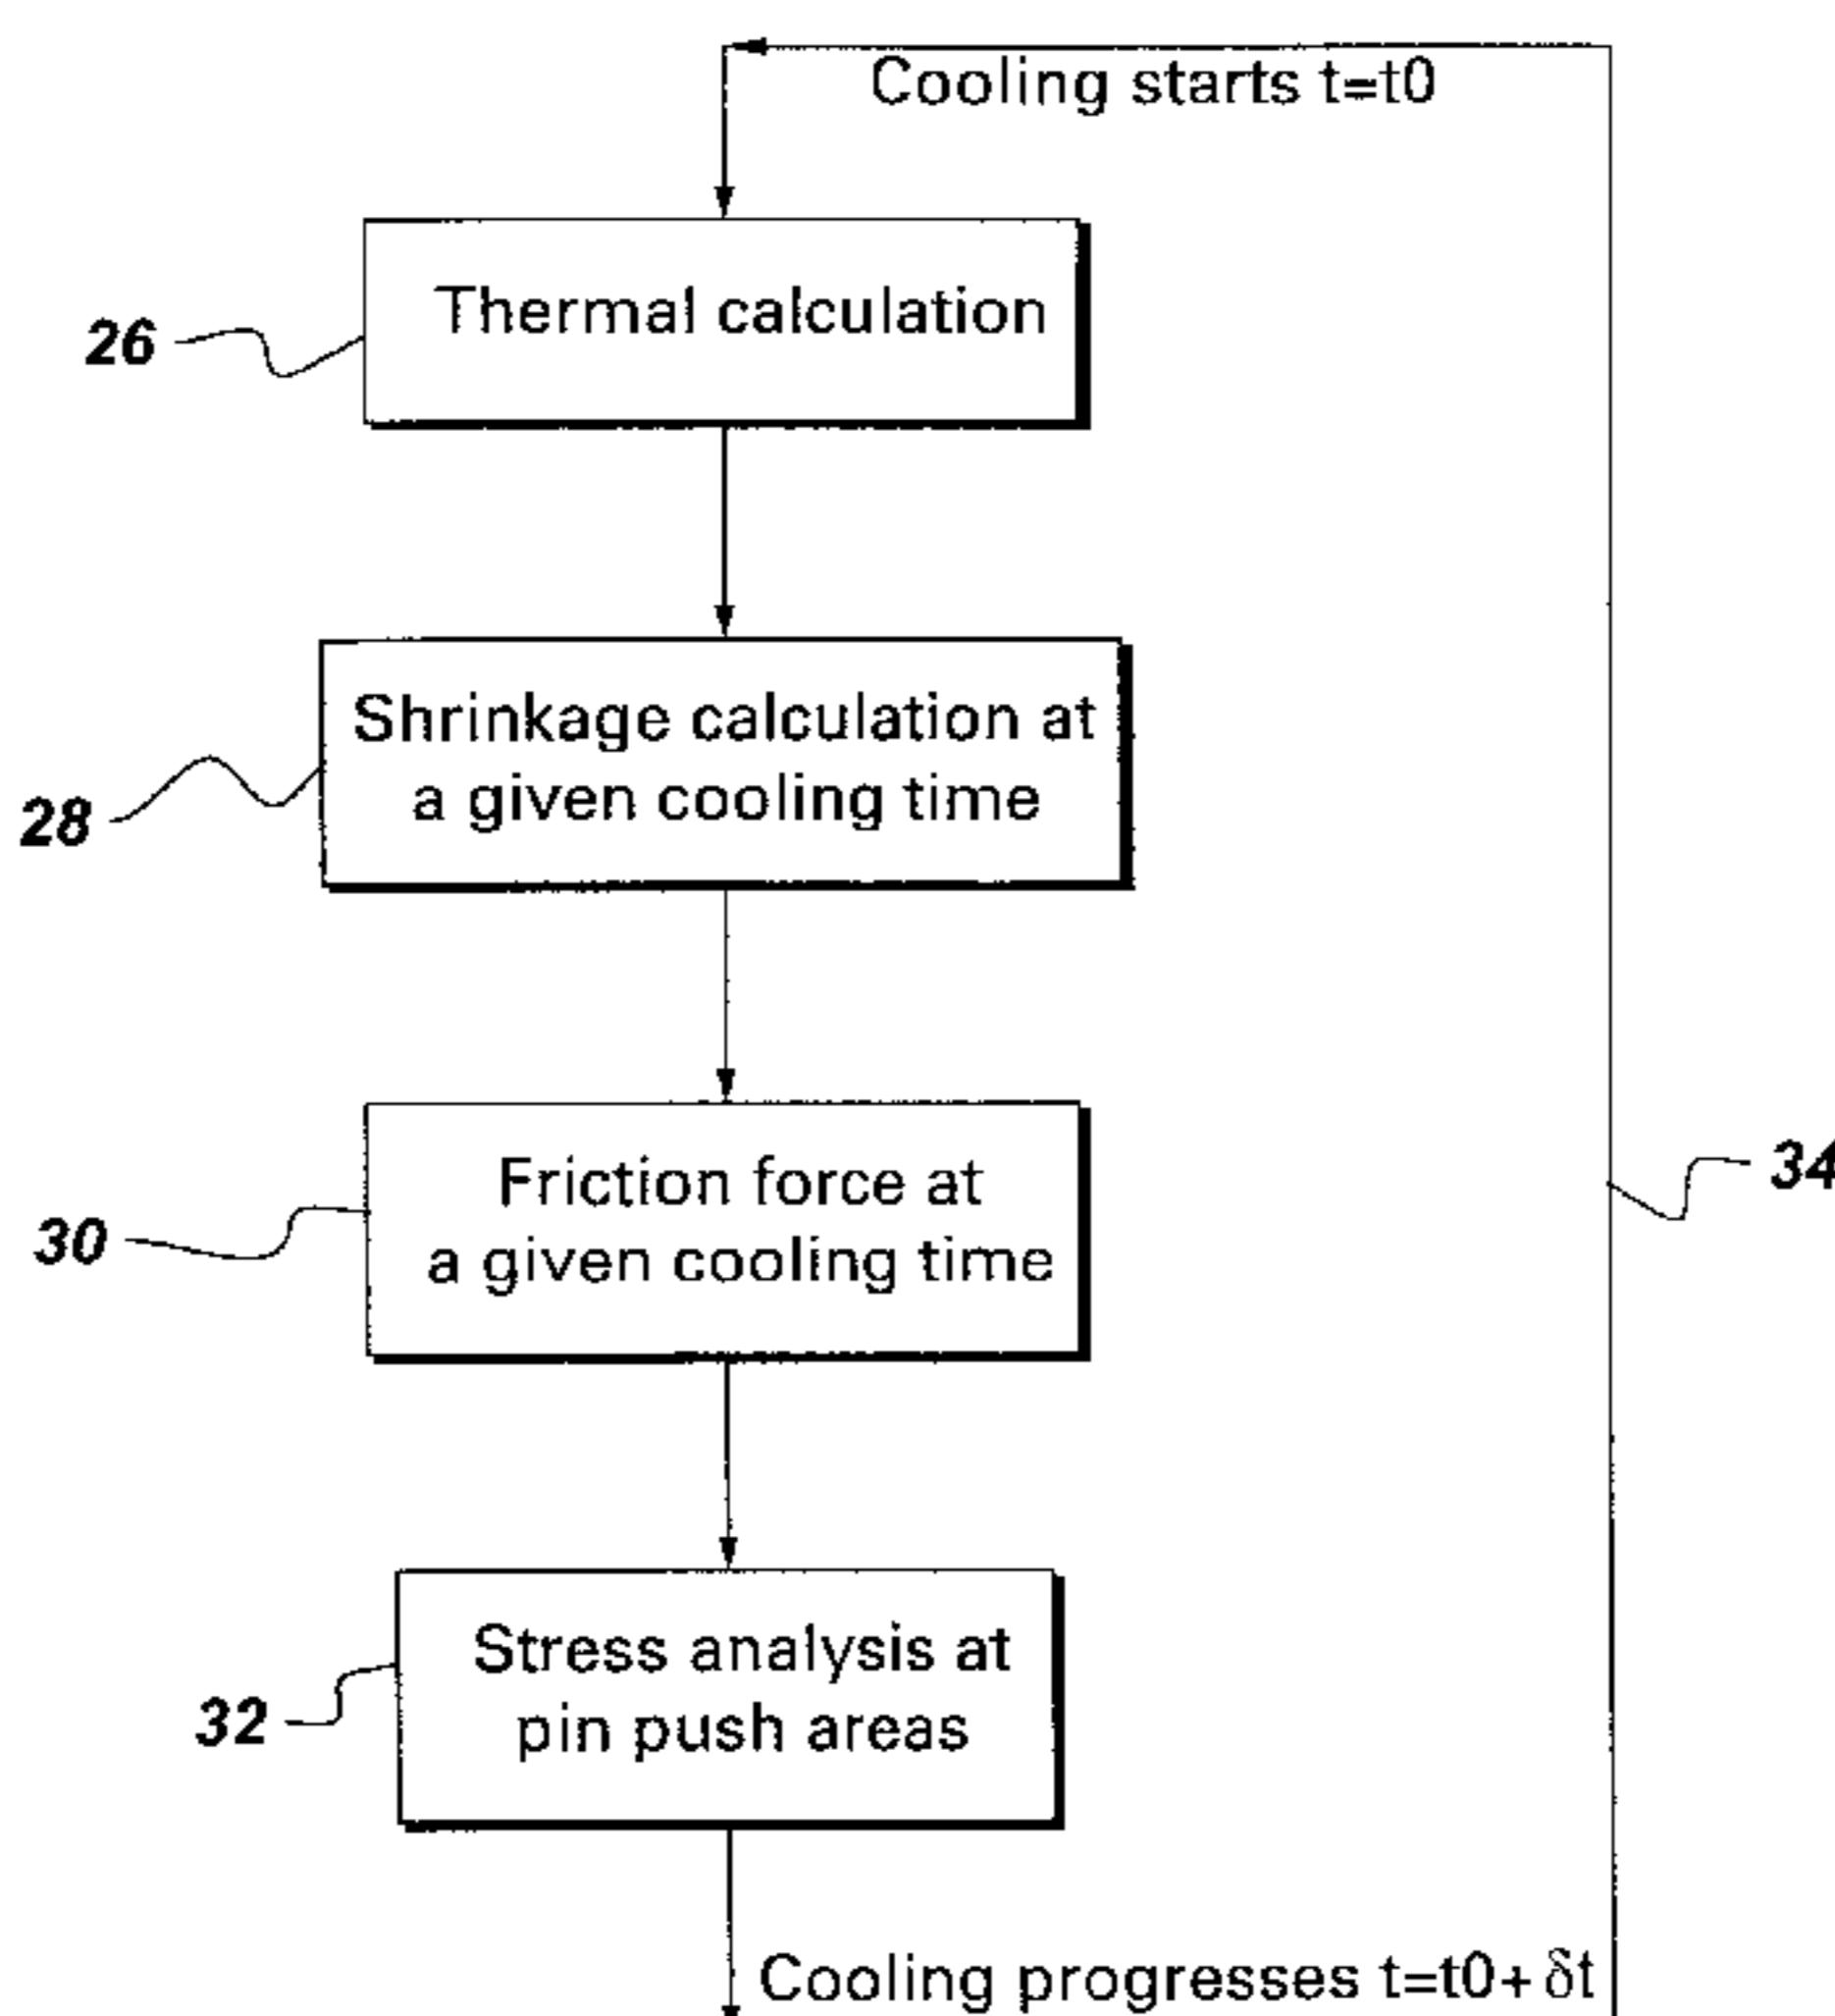 Cooling starts t=t0
Thermal calculation
26
Shrinkage calculation at
a given cooling time
28
Friction force at
a given cooling time
30
34
Stress analysis at
pin push areas
32
Cooling progresses t=t0+δt